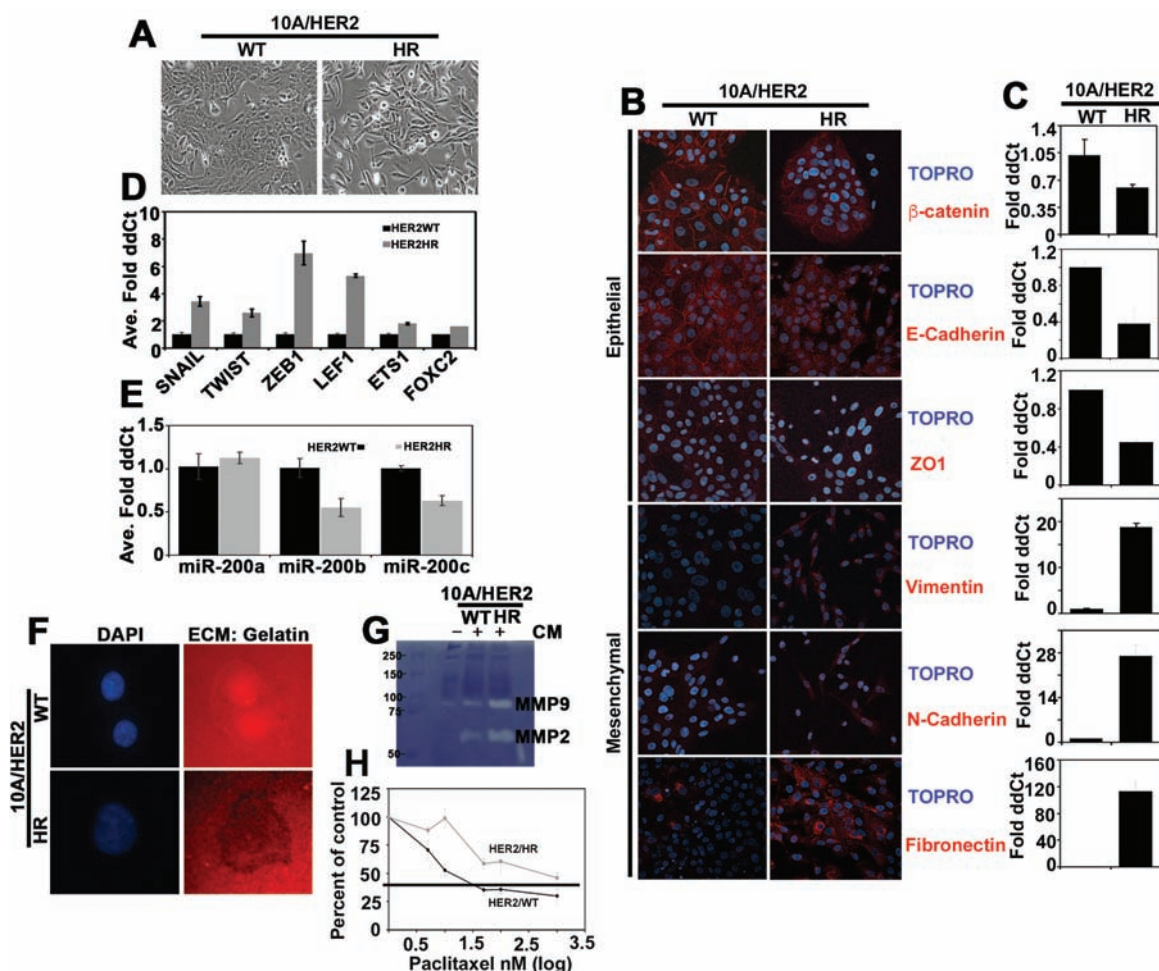 A
10A/HER2
WT HR
D
Ave. Fold ddCt
10
8
6
4
2
0
HER2WT
HER2HR
SNAIL TWIST ZEB1 LEF1 ETS1 FOXC2
E
Ave. Fold ddCt
1.5
1.0
0.5
0
HER2WT HER2HR
miR-200a miR-200b miR-200c
F
DAPI ECM: Gelatin
10A/HER2
WT
HR
G
10A/HER2
WT HR
– + + CM
250
150
100
75
50
MMP9
MMP2
H
Percent of control
125
100
75
50
25
0
HER2/HR
HER2/WT
0.5 1.5 2.5 3.5
Paclitaxel nM (log)
B
10A/HER2
WT HR
Epithelial
Mesenchymal
TOPRO
β-catenin
TOPRO
E-Cadherin
TOPRO
ZO1
TOPRO
Vimentin
TOPRO
N-Cadherin
TOPRO
Fibronectin
C
10A/HER2
WT HR
Fold ddCt
1.4
1.05
0.7
0.35
0
Fold ddCt
1.2
0.8
0.4
0
Fold ddCt
1.2
0.8
0.4
0
Fold ddCt
20
10
0
Fold ddCt
28
14
0
Fold ddCt
160
120
80
40
0